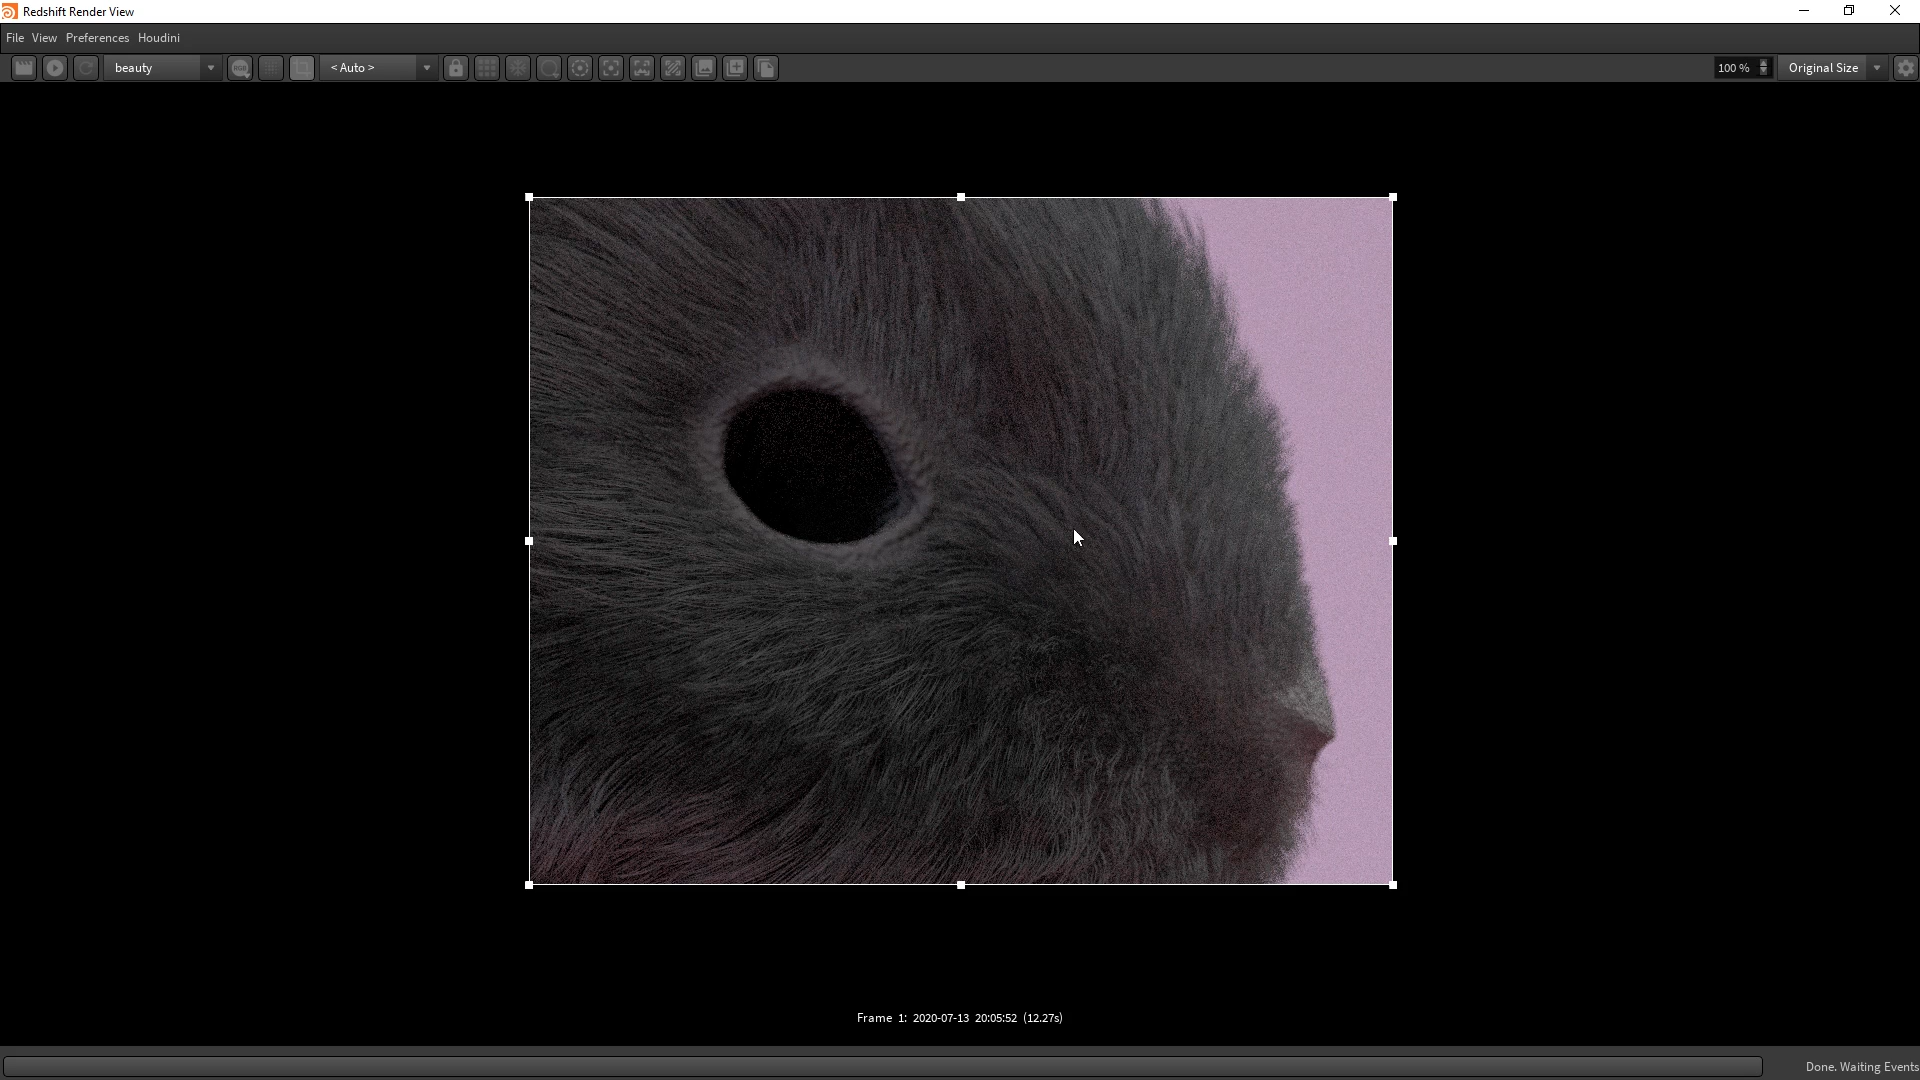 Redshift Render View
File View Preferences Houdini
beauty RGB < Auto > 100 % Original Size
Frame 1: 2020-07-13 20:05:52 (12.27s)
Done. Waiting Events